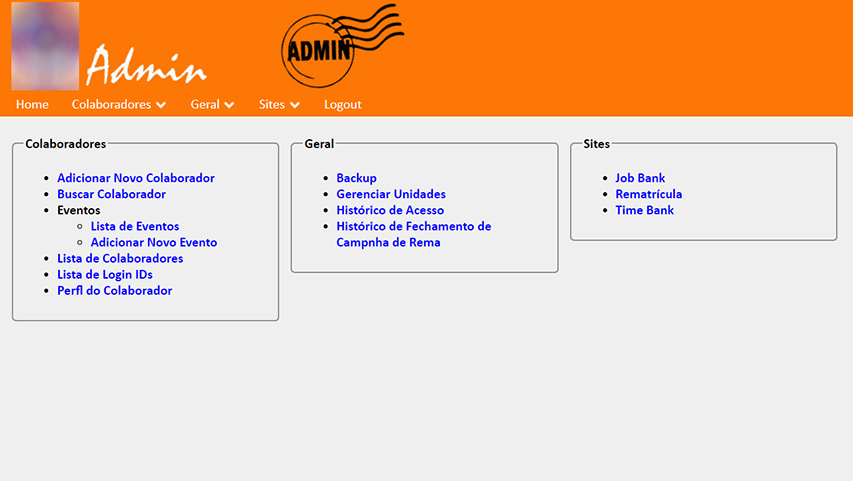 Admin
ADMIN
Home Colaboradores Geral Sites Logout
Colaboradores
Adicionar Novo Colaborador
Buscar Colaborador
Eventos
Lista de Eventos
Adicionar Novo Evento
Lista de Colaboradores
Lista de Login IDs
Perfl do Colaborador
Geral
Backup
Gerenciar Unidades
Histórico de Acesso
Histórico de Fechamento de
Campnha de Rema
Sites
Job Bank
Rematrícula
Time Bank